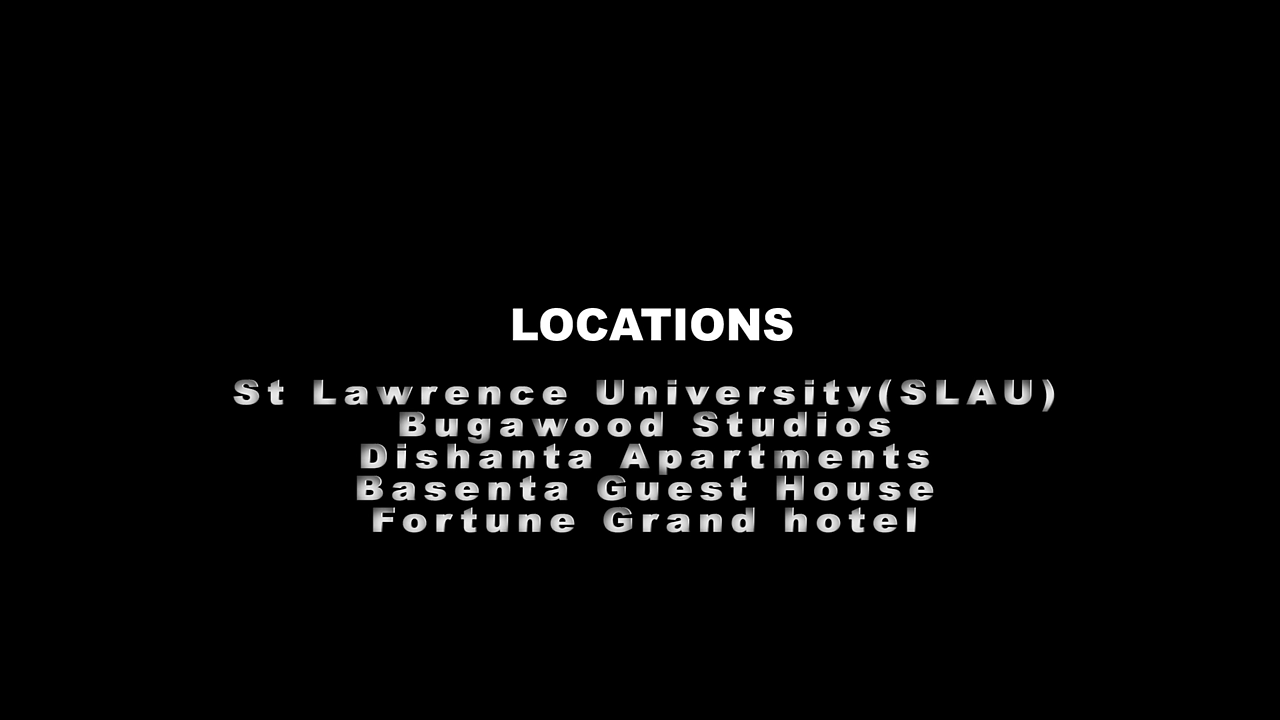 LOCATIONS
St Lawrence University(SLAU)
Bugawood Studios
Dishanta Apartments
Basenta Guest House
Fortune Grand hotel